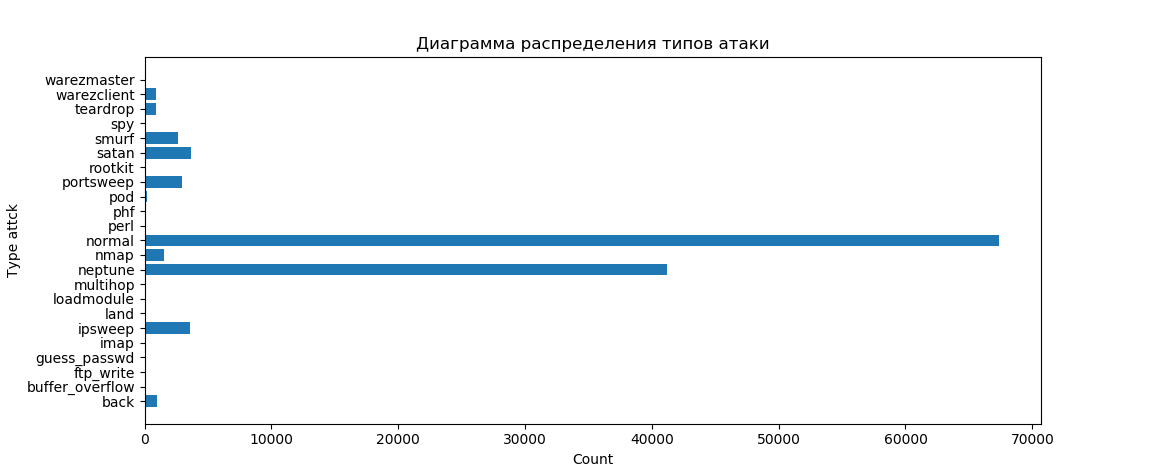 Диаграмма распределения типов атаки
Type attck
warezmaster
warezclient
teardrop
spy
smurf
satan
rootkit
portsweep
pod
phf
perl
normal
nmap
neptune
multihop
loadmodule
land
ipsweep
imap
guess_passwd
ftp_write
buffer_overflow
back
0 10000 20000 30000 40000 50000 60000 70000
Count